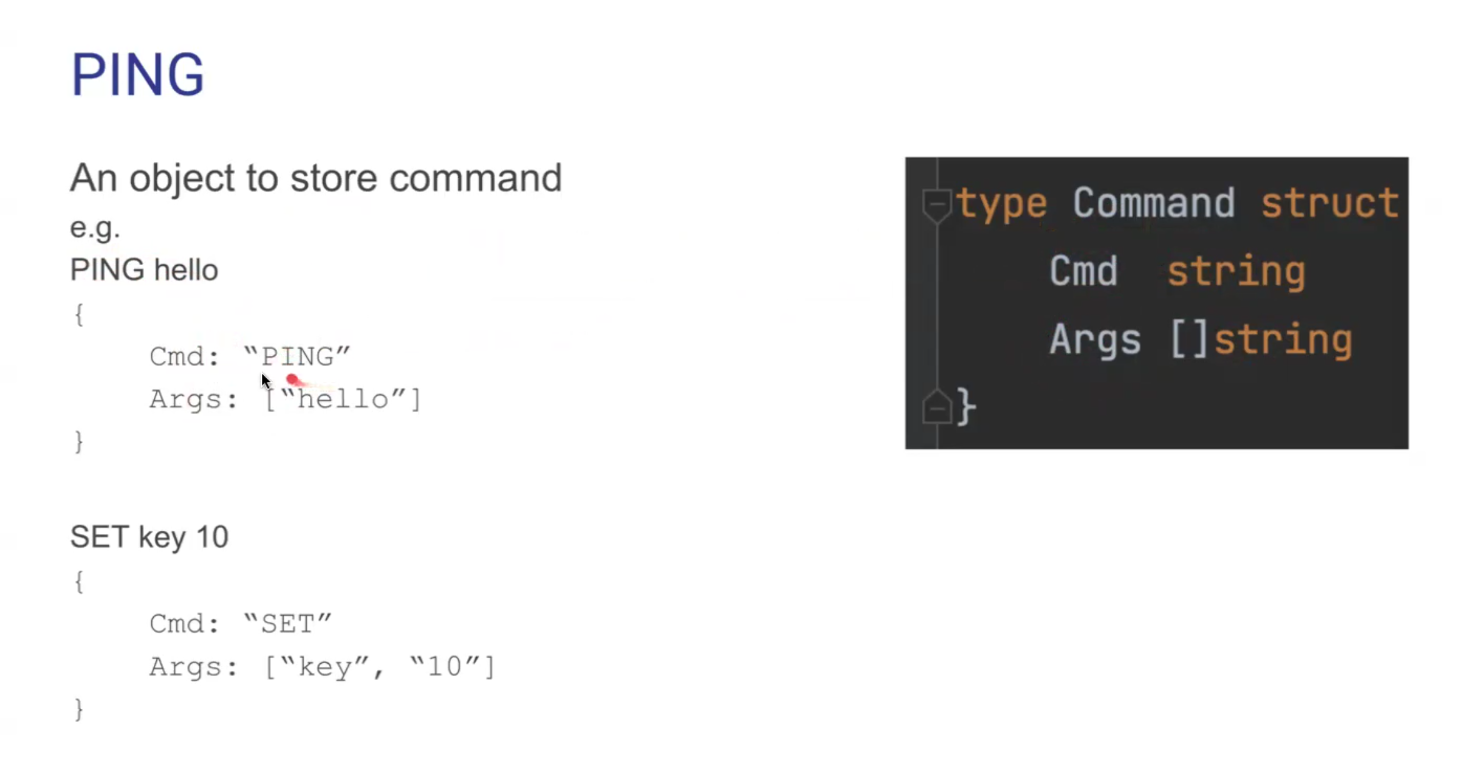 PING
An object to store command
e.g.
PING hello
{
Cmd: “PING”
Args: [“hello”]
}
SET key 10
{
Cmd: “SET”
Args: [“key”, “10”]
}
type Command struct
Cmd string
Args []string
}